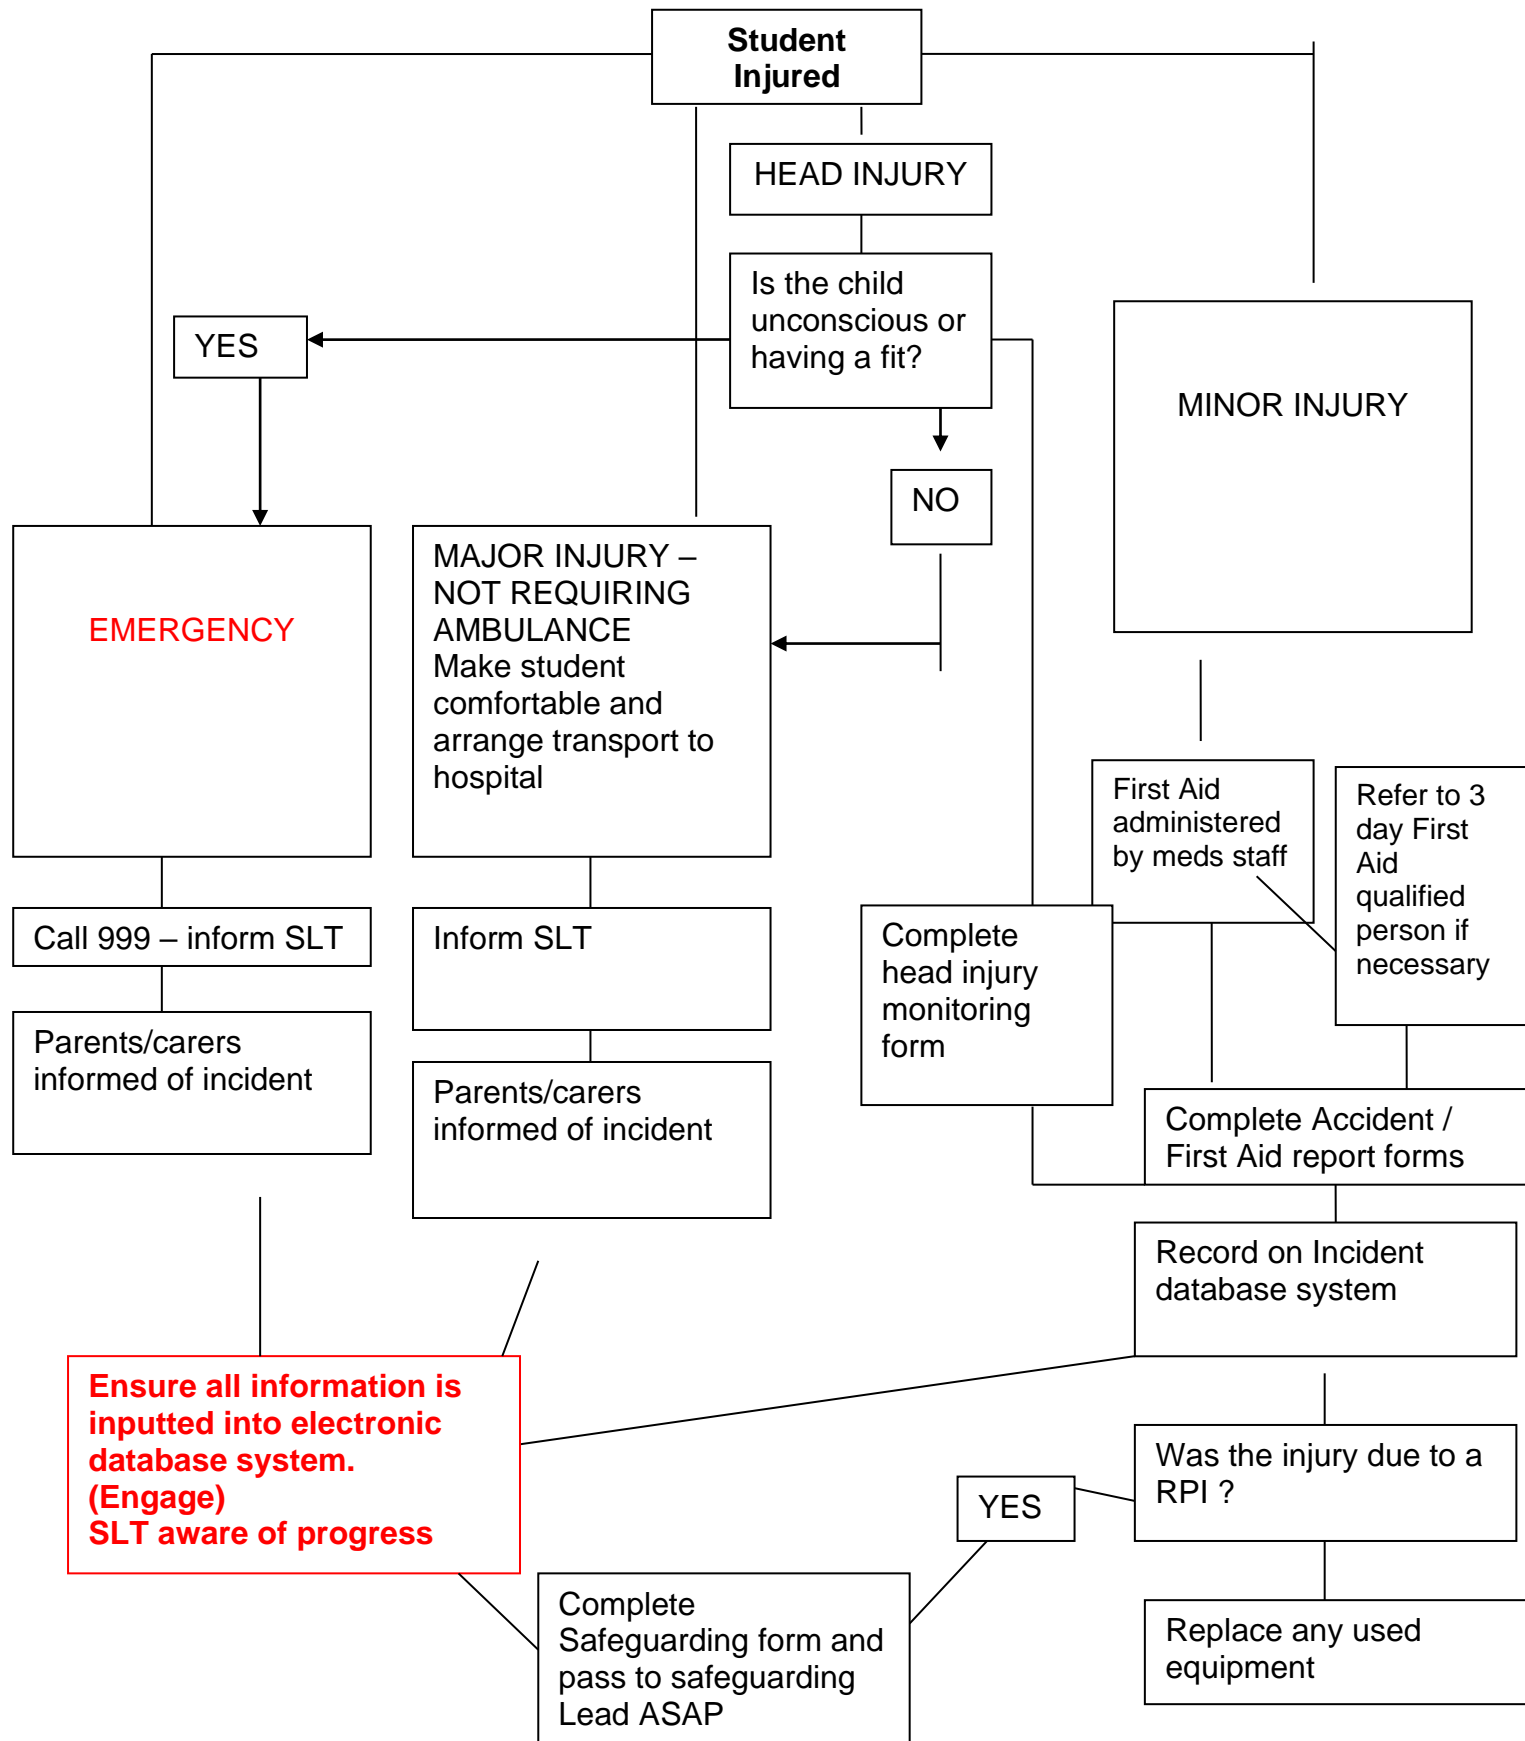 Student
Injured
HEAD INJURY
Is the child
unconscious or
having a fit?
YES
MINOR INJURY
NO
EMERGENCY
MAJOR INJURY –
NOT REQUIRING
AMBULANCE
Make student
comfortable and
arrange transport to
hospital
First Aid
administered
by meds staff
Refer to 3
day First
Aid
qualified
person if
necessary
Call 999 – inform SLT
Inform SLT
Complete
head injury
monitoring
form
Parents/carers
informed of incident
Parents/carers
informed of incident
Complete Accident /
First Aid report forms
Record on Incident
database system
Ensure all information is
inputted into electronic
database system.
(Engage)
SLT aware of progress
Was the injury due to a
RPI ?
YES
Complete
Safeguarding form and
pass to safeguarding
Lead ASAP
Replace any used
equipment